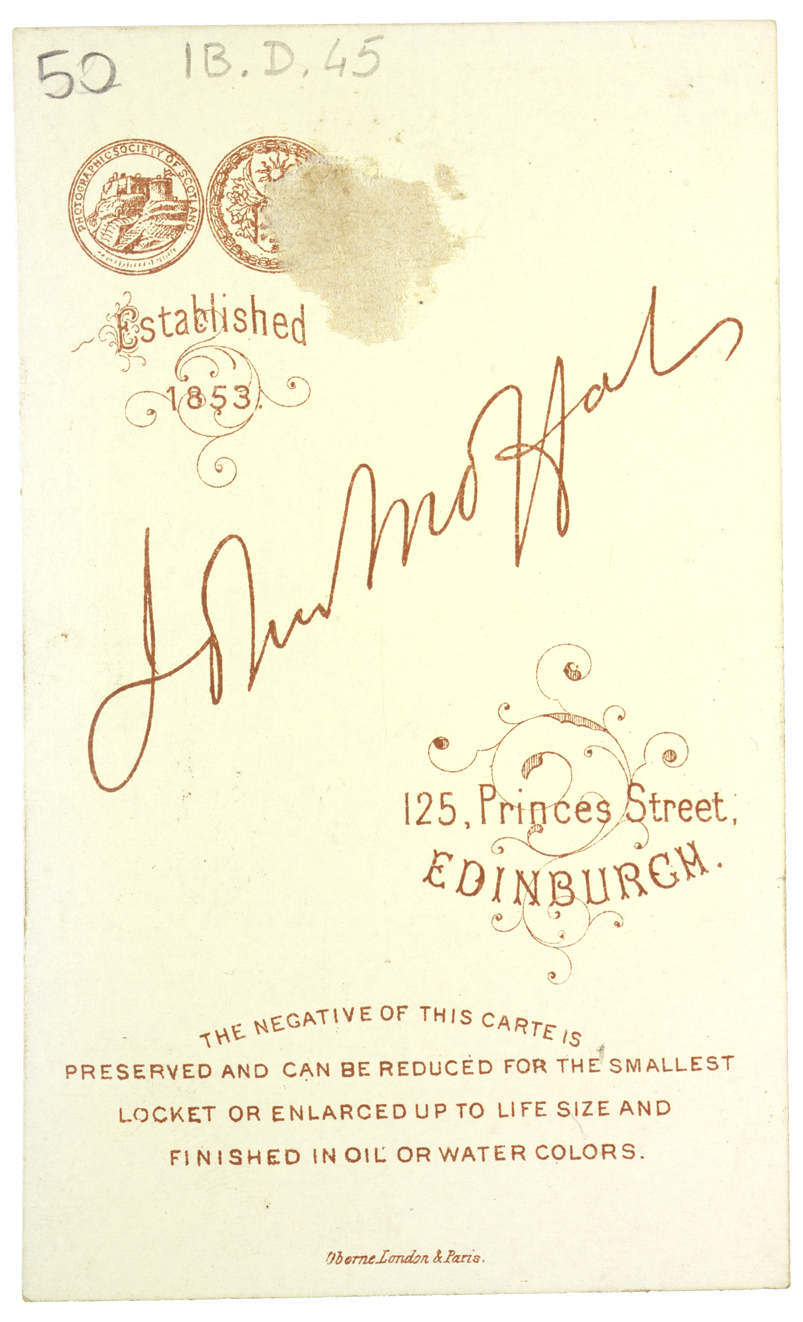 50 1B.D.45
PHOTOGRAPHIC SOCIETY OF SCOTLAND.
Established
1853.
John Moffat
125, Princes Street,
EDINBURGH.
THE NEGATIVE OF THIS CARTE IS
PRESERVED AND CAN BE REDUCED FOR THE SMALLEST
LOCKET OR ENLARGED UP TO LIFE SIZE AND
FINISHED IN OIL OR WATER COLORS.
Oborne London & Paris.